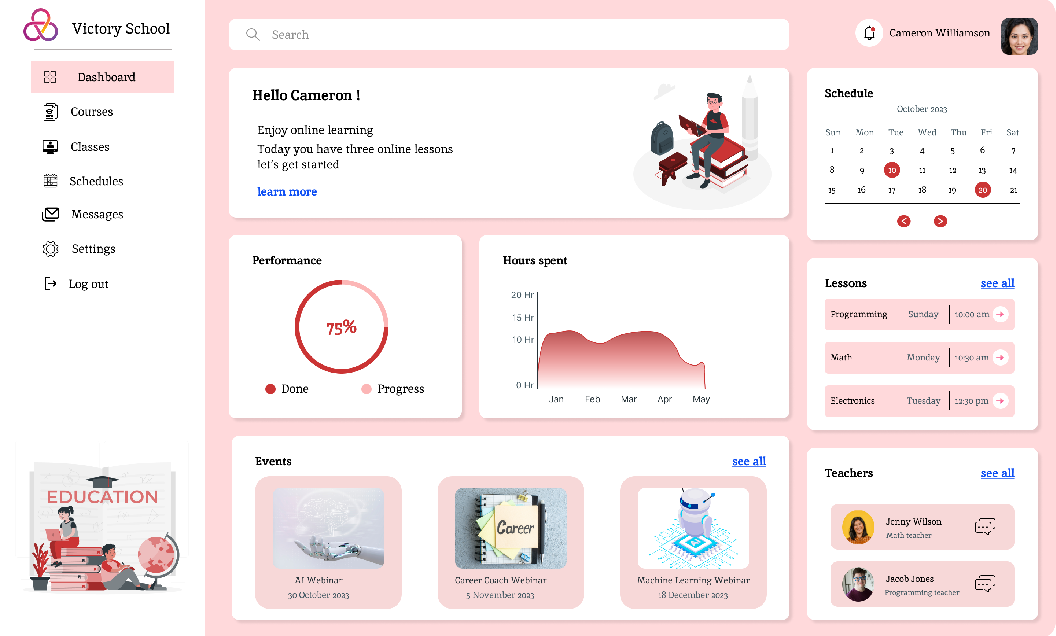 Victory School
Dashboard
Courses
Classes
Schedules
Messages
Settings
Log out
EDUCATION
Search
Cameron Williamson
Hello Cameron !
Enjoy online learning
Today you have three online lessons
let's get started
learn more
Performance
75%
Done Progress
Hours spent
20 Hr
15 Hr
10 Hr
0 Hr
Jan Feb Mar Apr May
Events see all
Career
AI Webinar
30 October 2023
Career Coach Webinar
5 November 2023
Machine Learning Webinar
18 December 2023
Schedule
October 2023
Sun Mon Tue Wed Thu Fri Sat
1 2 3 4 5 6 7
8 9 10 11 12 13 14
15 16 17 18 19 20 21
Lessons see all
Programming Sunday 10:00 am
Math Monday 10:30 am
Electronics Tuesday 12:30 pm
Teachers see all
Jenny Wilson
Math teacher
Jacob Jones
Programming teacher